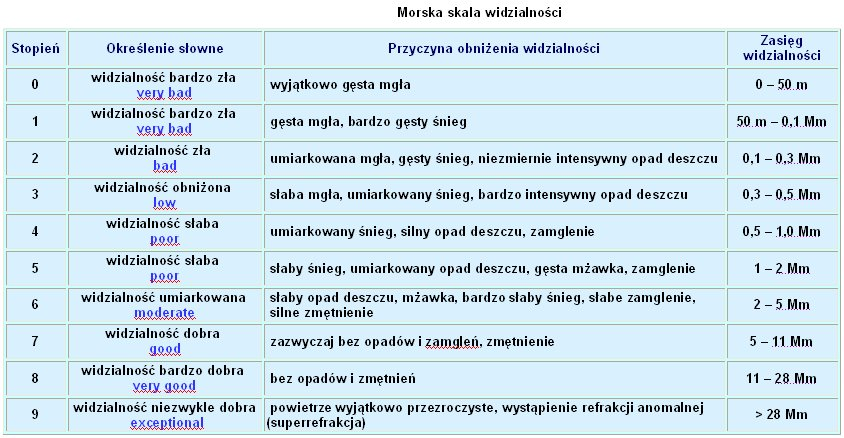 Morska skala widzialności
Stopień Określenie słowne Przyczyna obniżenia widzialności Zasięg widzialności
0 widzialność bardzo zła very bad wyjątkowo gęsta mgła 0 – 50 m
1 widzialność bardzo zła very bad gęsta mgła, bardzo gęsty śnieg 50 m – 0,1 Mm
2 widzialność zła bad umiarkowana mgła, gęsty śnieg, niezmiernie intensywny opad deszczu 0,1 – 0,3 Mm
3 widzialność obniżona low słaba mgła, umiarkowany śnieg, bardzo intensywny opad deszczu 0,3 – 0,5 Mm
4 widzialność słaba poor umiarkowany śnieg, silny opad deszczu, zamglenie 0,5 – 1,0 Mm
5 widzialność słaba poor słaby śnieg, umiarkowany opad deszczu, gęsta mżawka, zamglenie 1 – 2 Mm
6 widzialność umiarkowana moderate słaby opad deszczu, mżawka, bardzo słaby śnieg, słabe zamglenie, silne zmętnienie 2 – 5 Mm
7 widzialność dobra good zazwyczaj bez opadów i zamgleń, zmętnienie 5 – 11 Mm
8 widzialność bardzo dobra very good bez opadów i zmętnień 11 – 28 Mm
9 widzialność niezwykle dobra exceptional powietrze wyjątkowo przezroczyste, wystąpienie refrakcji anomalnej (superrefrakcja) > 28 Mm